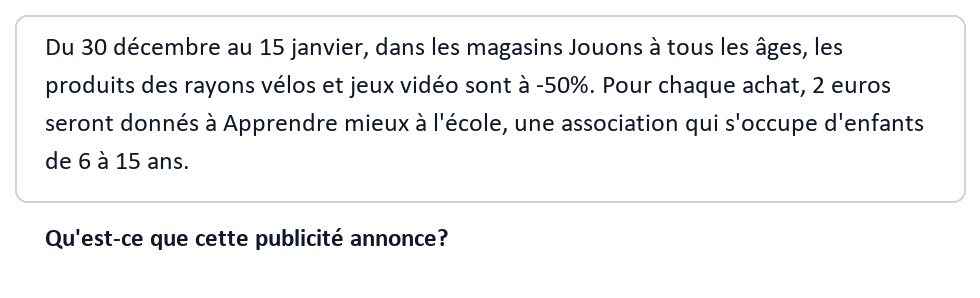 Du 30 décembre au 15 janvier, dans les magasins Jouons à tous les âges, les
produits des rayons vélos et jeux vidéo sont à -50%. Pour chaque achat, 2 euros
seront donnés à Apprendre mieux à l'école, une association qui s'occupe d'enfants
de 6 à 15 ans.
Qu'est-ce que cette publicité annonce?